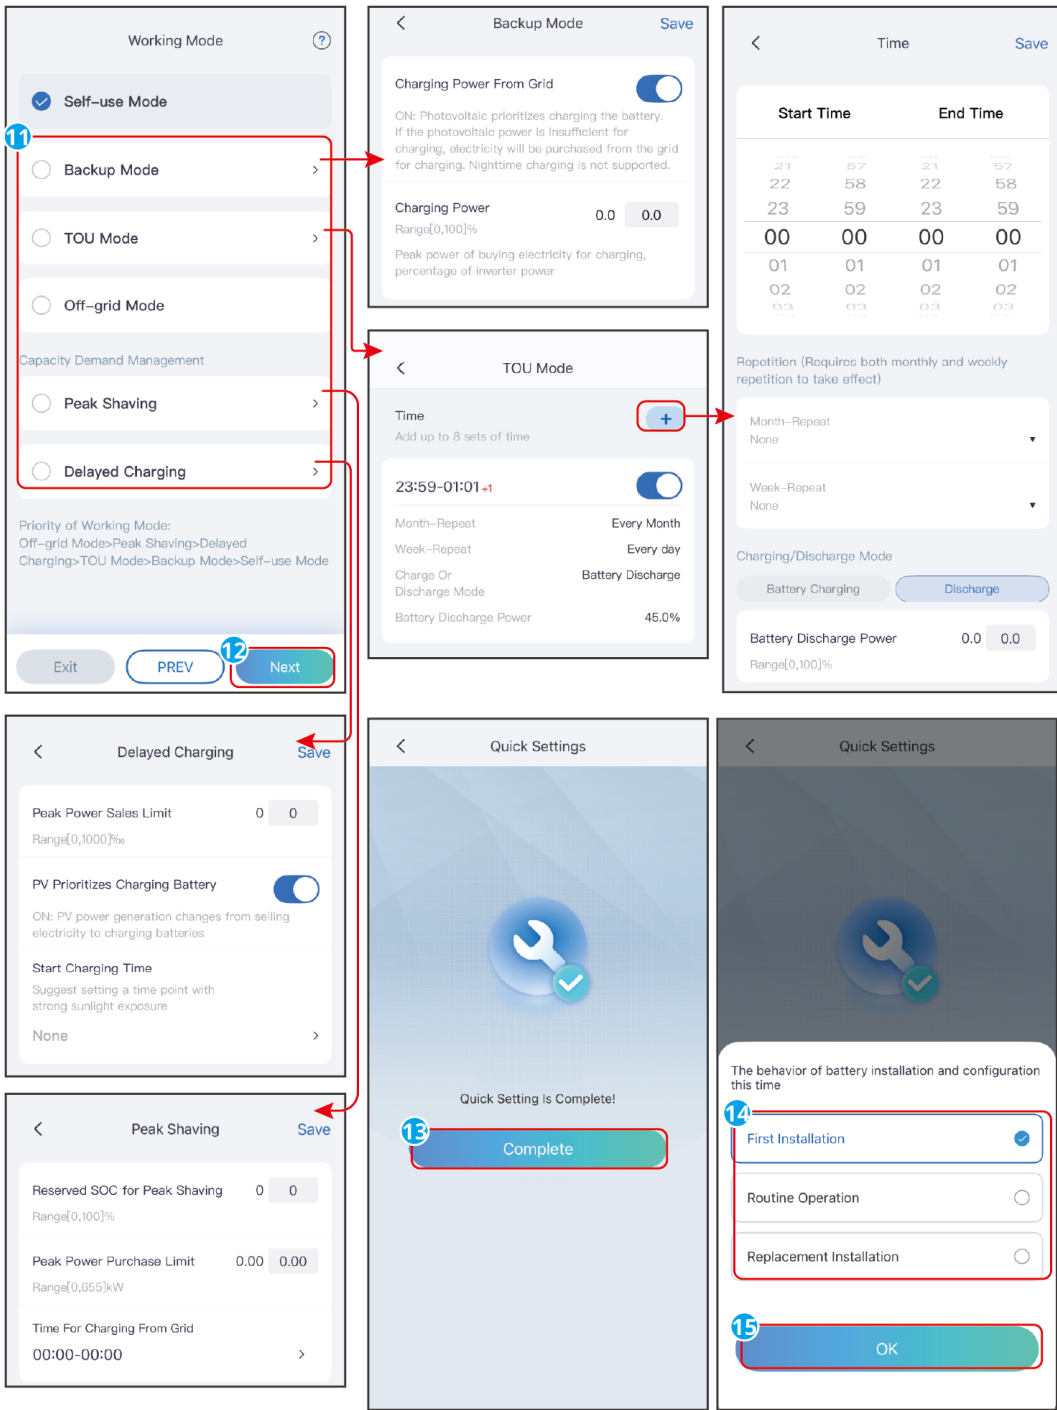 Working Mode
?
Self-use Mode
11
Backup Mode
TOU Mode
Off-grid Mode
Capacity Demand Management
Peak Shaving
Delayed Charging
Priority of Working Mode:
Off-grid Mode>Peak Shaving>Delayed
Charging>TOU Mode>Backup Mode>Self-use Mode
12
Exit
PREV
Next
Backup Mode
Save
Charging Power From Grid
ON: Photovoltaic prioritizes charging the battery.
If the photovoltaic power is insufficient for
charging, electricity will be purchased from the grid
for charging. Nighttime charging is not supported.
Charging Power 0.0 0.0
Range[0,100]%
Peak power of buying electricity for charging,
percentage of inverter power
TOU Mode
Time
+
Add up to 8 sets of time
23:59-01:01 +1
Month-Repeat Every Month
Week-Repeat Every day
Charge Or Battery Discharge
Discharge Mode
Battery Discharge Power 45.0%
Time
Save
Start Time End Time
21 57 21 57
22 58 22 58
23 59 23 59
00 00 00 00
01 01 01 01
02 02 02 02
03 03 03 03
Repetition (Requires both monthly and weekly
repetition to take effect)
Month-Repeat
None
Week-Repeat
None
Charging/Discharge Mode
Battery Charging Discharge
Battery Discharge Power 0.0 0.0
Range[0,100]%
Delayed Charging
Save
Peak Power Sales Limit 0 0
Range[0,1000]‰
PV Prioritizes Charging Battery
ON: PV power generation changes from selling
electricity to charging batteries
Start Charging Time
Suggest setting a time point with
strong sunlight exposure
None
Peak Shaving
Save
Reserved SOC for Peak Shaving 0 0
Range[0,100]%
Peak Power Purchase Limit 0.00 0.00
Range[0,655]kW
Time For Charging From Grid
00:00-00:00
Quick Settings
Quick Setting Is Complete!
13
Complete
Quick Settings
The behavior of battery installation and configuration
this time
14
First Installation
Routine Operation
Replacement Installation
15
OK